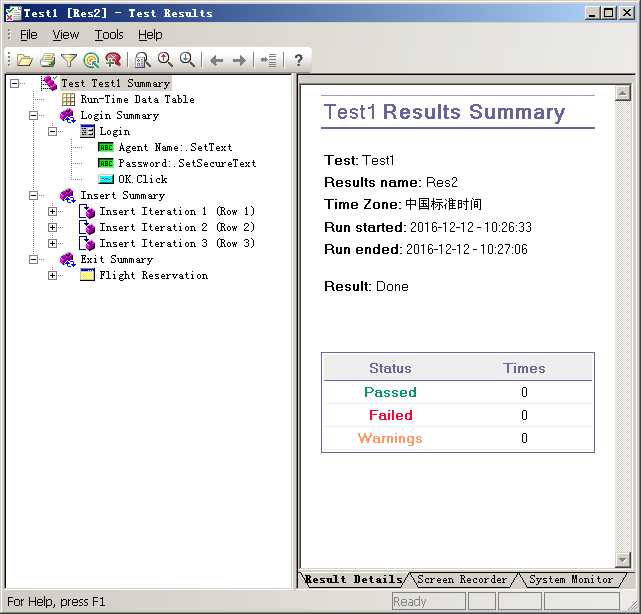 Test1 [Res2] - Test Results
File View Tools Help
Test Test1 Summary
Run-Time Data Table
Login Summary
Login
ABC Agent Name:.SetText
ABC Password:.SetSecureText
OK.Click
Insert Summary
Insert Iteration 1 (Row 1)
Insert Iteration 2 (Row 2)
Insert Iteration 3 (Row 3)
Exit Summary
Flight Reservation
Test1 Results Summary
Test: Test1
Results name: Res2
Time Zone: 中国标准时间
Run started: 2016-12-12 - 10:26:33
Run ended: 2016-12-12 - 10:27:06
Result: Done
Status Times
Passed 0
Failed 0
Warnings 0
Result Details Screen Recorder System Monitor
For Help, press F1 Ready